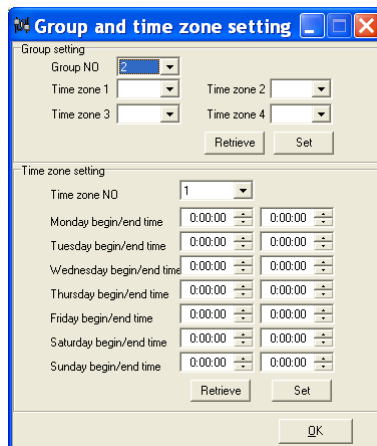 Group and time zone setting
Group setting
Group NO 2
Time zone 1 Time zone 2
Time zone 3 Time zone 4
Retrieve Set
Time zone setting
Time zone NO 1
Monday begin/end time 0:00:00 0:00:00
Tuesday begin/end time 0:00:00 0:00:00
Wednesday begin/end time 0:00:00 0:00:00
Thursday begin/end time 0:00:00 0:00:00
Friday begin/end time 0:00:00 0:00:00
Saturday begin/end time 0:00:00 0:00:00
Sunday begin/end time 0:00:00 0:00:00
Retrieve Set
OK